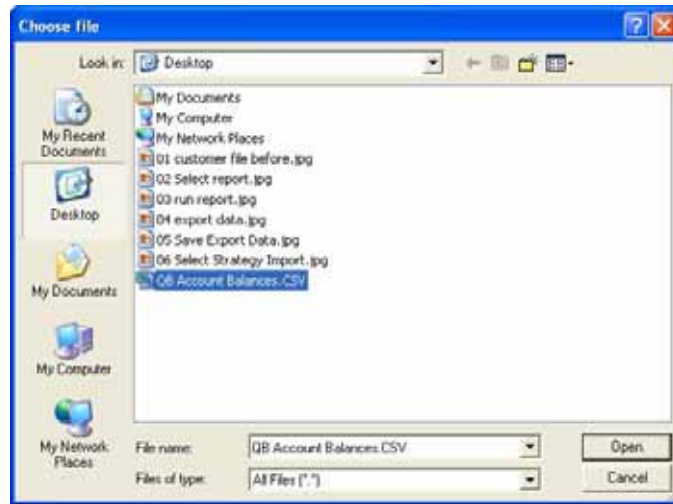 Choose file
Look in: Desktop
My Recent
Documents
Desktop
My Documents
My Computer
My Network
Places
My Documents
My Computer
My Network Places
01 customer file before.jpg
02 Select report.jpg
03 run report.jpg
04 export data.jpg
05 Save Export Data.jpg
06 Select Strategy Import.jpg
QB Account Balances.CSV
File name: QB Account Balances.CSV Open
Files of type: All Files (*.*) Cancel